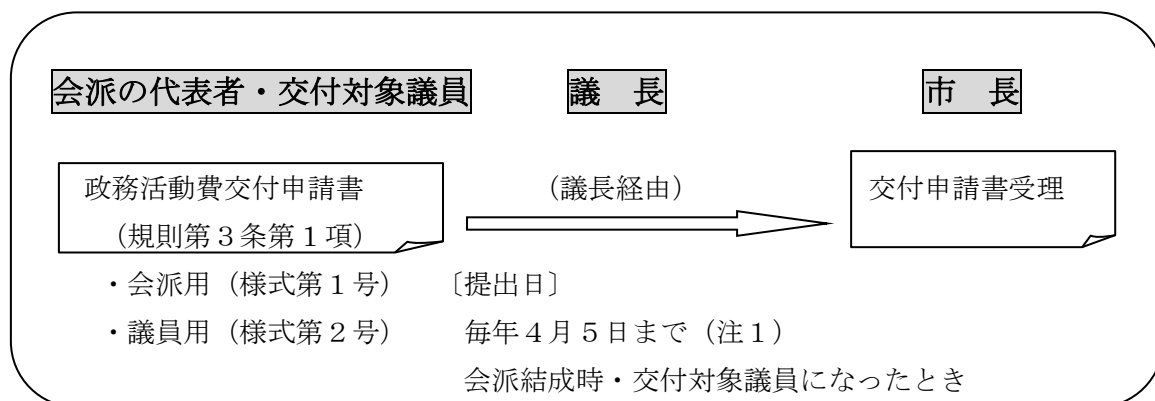 会派の代表者・交付対象議員　議　長　市　長
政務活動費交付申請書　（議長経由）　交付申請書受理
（規則第３条第１項）
・会派用（様式第１号）　〔提出日〕
・議員用（様式第２号）　毎年４月５日まで（注１）
会派結成時・交付対象議員になったとき